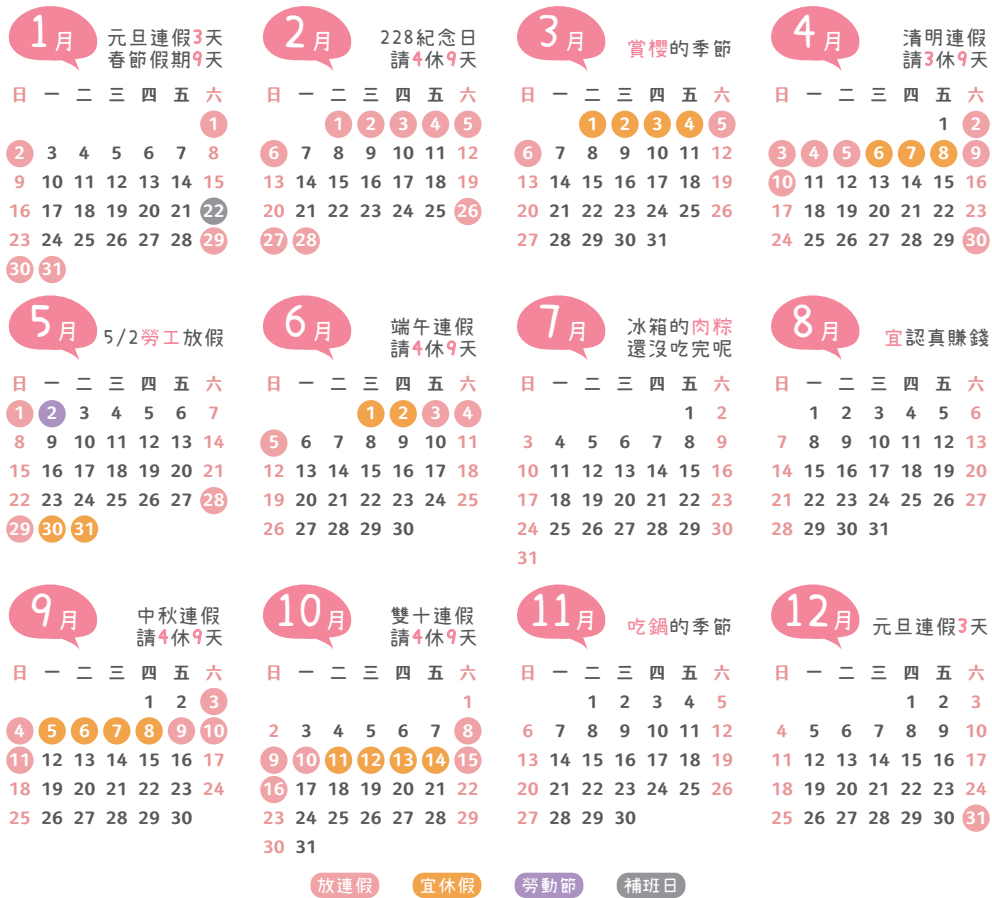 1月 元旦連假3天
春節假期9天
日 一 二 三 四 五 六
1
2 3 4 5 6 7 8
9 10 11 12 13 14 15
16 17 18 19 20 21 22
23 24 25 26 27 28 29
30 31
2月 228紀念日
請4休9天
日 一 二 三 四 五 六
1 2 3 4 5
6 7 8 9 10 11 12
13 14 15 16 17 18 19
20 21 22 23 24 25 26
27 28
3月 賞櫻的季節
日 一 二 三 四 五 六
1 2 3 4 5
6 7 8 9 10 11 12
13 14 15 16 17 18 19
20 21 22 23 24 25 26
27 28 29 30 31
4月 清明連假
請3休9天
日 一 二 三 四 五 六
1 2
3 4 5 6 7 8 9
10 11 12 13 14 15 16
17 18 19 20 21 22 23
24 25 26 27 28 29 30
5月 5/2勞工放假
日 一 二 三 四 五 六
1 2 3 4 5 6 7
8 9 10 11 12 13 14
15 16 17 18 19 20 21
22 23 24 25 26 27 28
29 30 31
6月 端午連假
請4休9天
日 一 二 三 四 五 六
1 2 3 4
5 6 7 8 9 10 11
12 13 14 15 16 17 18
19 20 21 22 23 24 25
26 27 28 29 30
7月 冰箱的肉粽
還沒吃完呢
日 一 二 三 四 五 六
1 2
3 4 5 6 7 8 9
10 11 12 13 14 15 16
17 18 19 20 21 22 23
24 25 26 27 28 29 30
31
8月 宜認真賺錢
日 一 二 三 四 五 六
1 2 3 4 5 6
7 8 9 10 11 12 13
14 15 16 17 18 19 20
21 22 23 24 25 26 27
28 29 30 31
9月 中秋連假
請4休9天
日 一 二 三 四 五 六
1 2 3
4 5 6 7 8 9 10
11 12 13 14 15 16 17
18 19 20 21 22 23 24
25 26 27 28 29 30
10月 雙十連假
請4休9天
日 一 二 三 四 五 六
1
2 3 4 5 6 7 8
9 10 11 12 13 14 15
16 17 18 19 20 21 22
23 24 25 26 27 28 29
30 31
11月 吃鍋的季節
日 一 二 三 四 五 六
1 2 3 4 5
6 7 8 9 10 11 12
13 14 15 16 17 18 19
20 21 22 23 24 25 26
27 28 29 30
12月 元旦連假3天
日 一 二 三 四 五 六
1 2 3
4 5 6 7 8 9 10
11 12 13 14 15 16 17
18 19 20 21 22 23 24
25 26 27 28 29 30 31
放連假 宜休假 勞動節 補班日